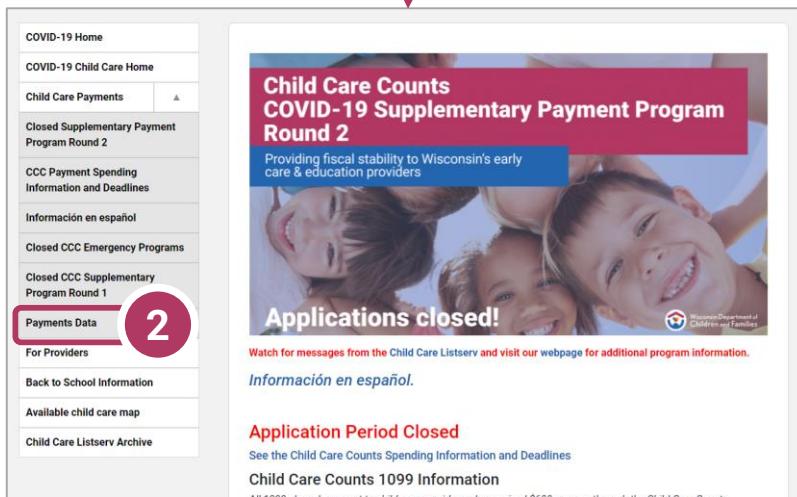 COVID-19 Home
COVID-19 Child Care Home
Child Care Payments
Closed Supplementary Payment
Program Round 2
CCC Payment Spending
Information and Deadlines
Información en español
Closed CCC Emergency Programs
Closed CCC Supplementary
Program Round 1
Payments Data
2
For Providers
Back to School Information
Available child care map
Child Care Listserv Archive
Child Care Counts
COVID-19 Supplementary Payment Program
Round 2
Providing fiscal stability to Wisconsin's early
care & education providers
Applications closed!
Wisconsin Department of
Children and Families
Watch for messages from the Child Care Listserv and visit our webpage for additional program information.
Información en español.
Application Period Closed
See the Child Care Counts Spending Information and Deadlines
Child Care Counts 1099 Information